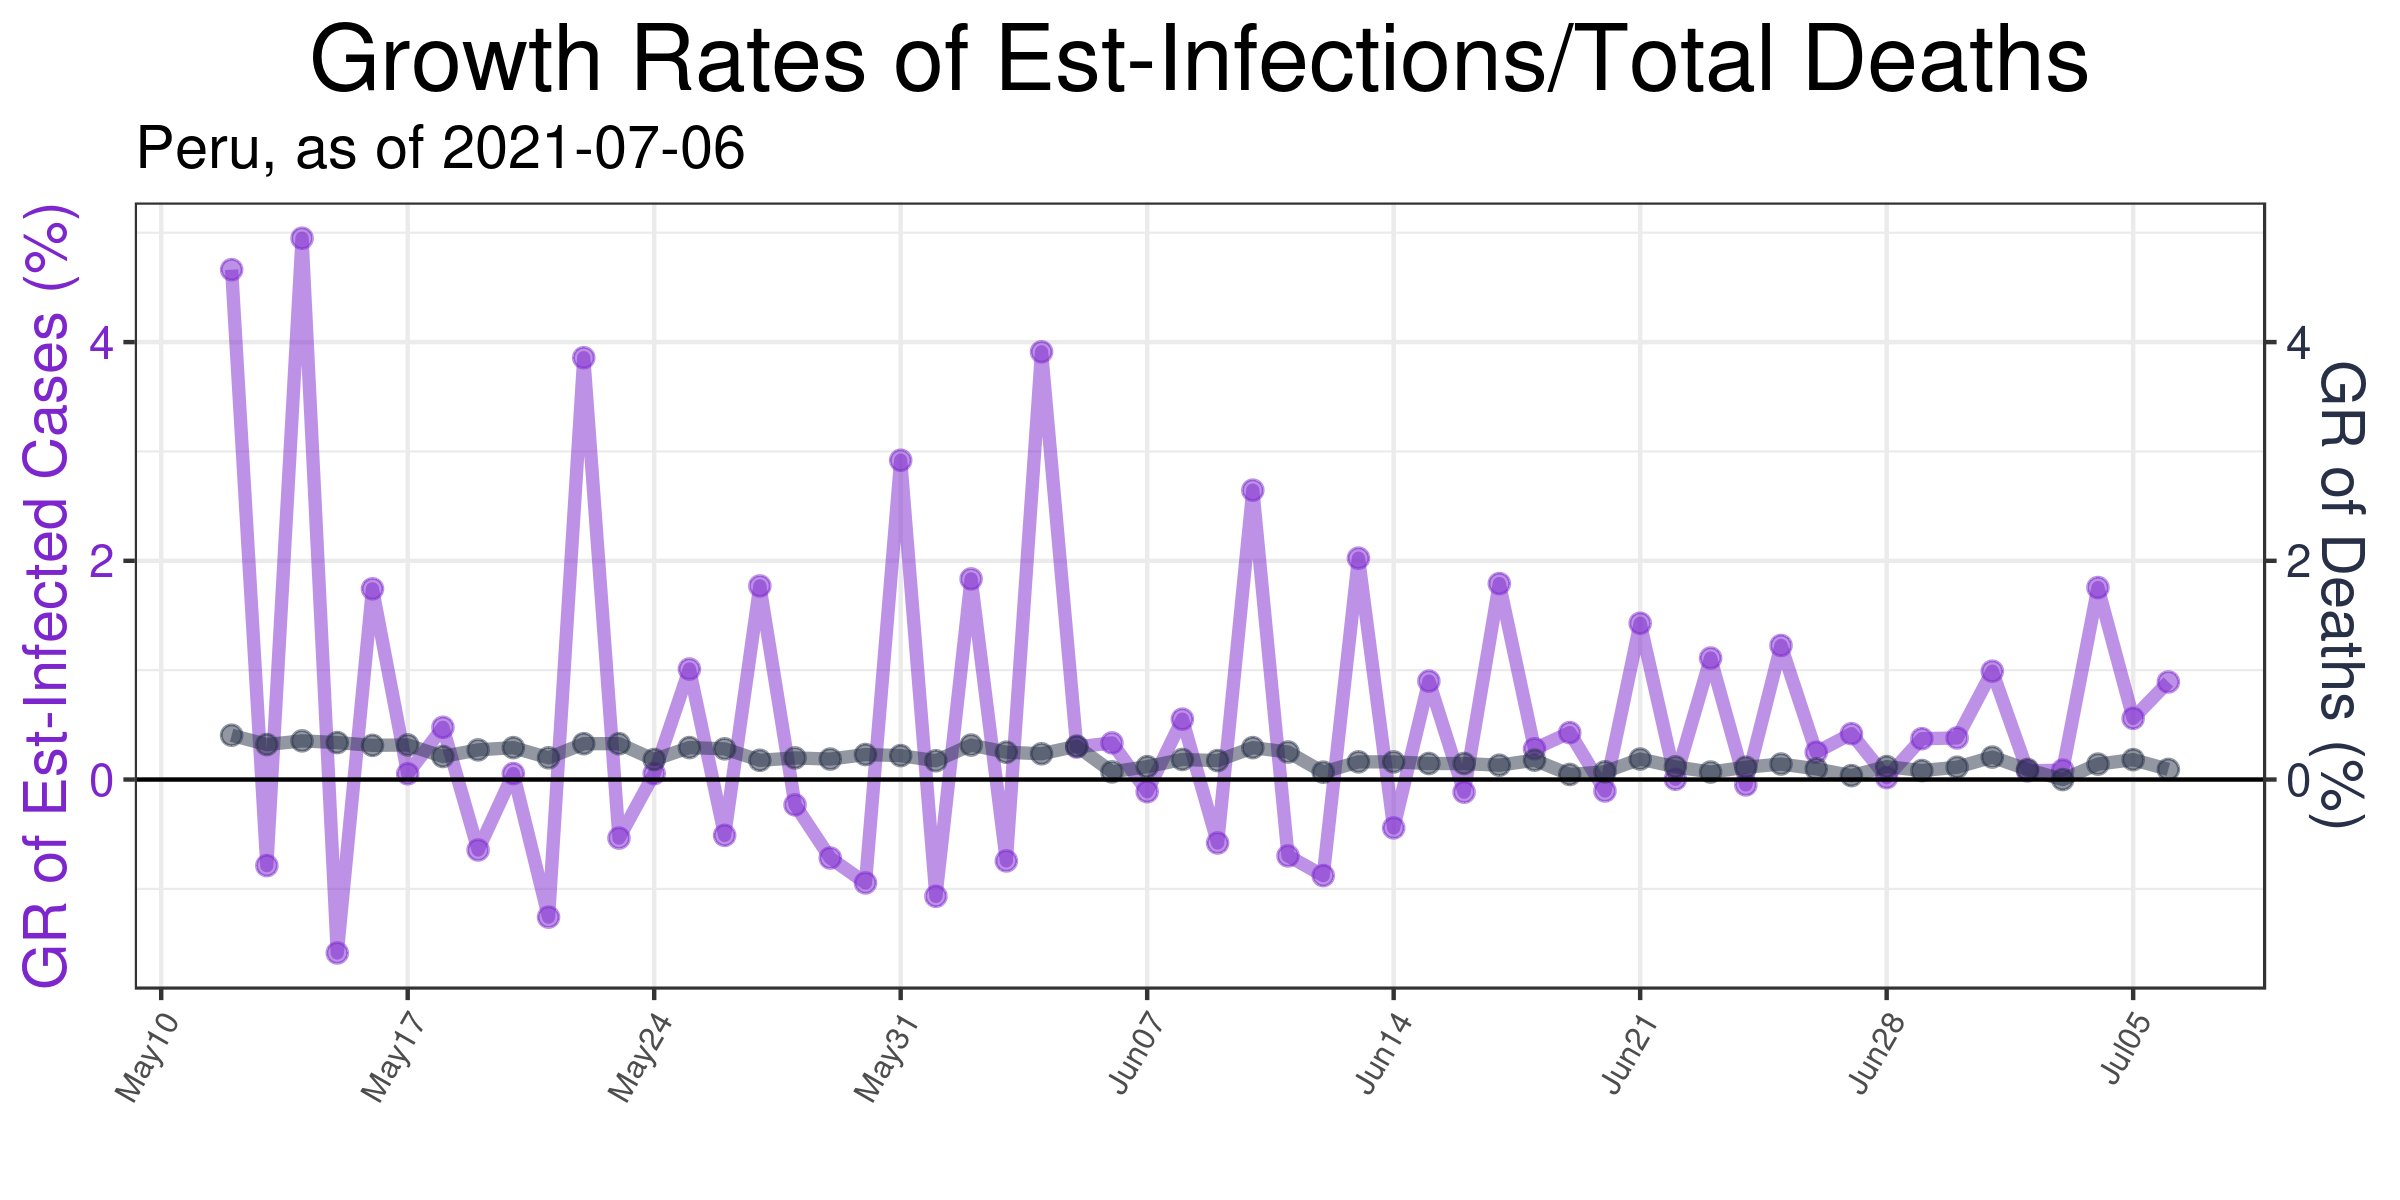 Growth Rates of Est-Infections/Total Deaths
Peru, as of 2021-07-06
GR of Est-Infected Cases (%)
4
2
0
4
2
0
GR of Deaths (%)
May10
May17
May24
May31
Jun07
Jun14
Jun21
Jun28
Jul05